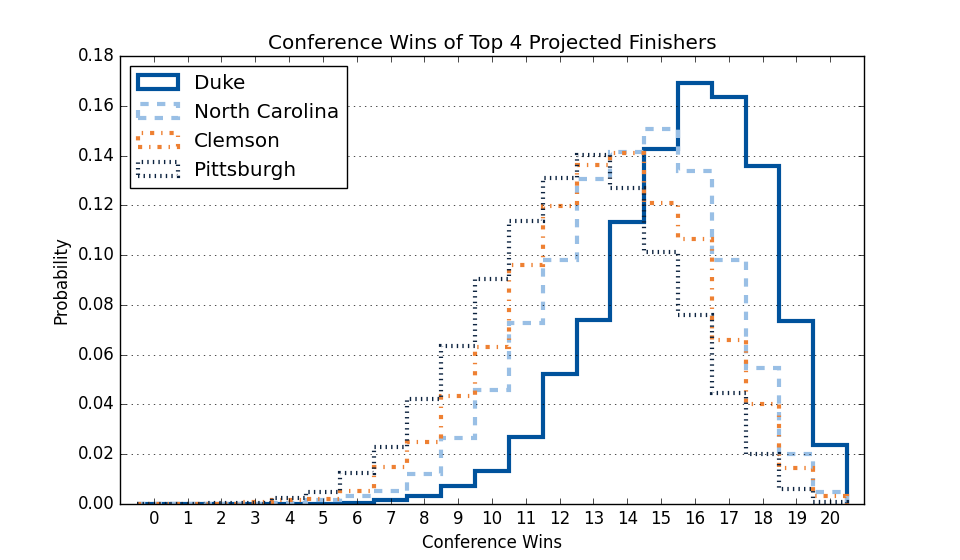 Conference Wins of Top 4 Projected Finishers
Duke
North Carolina
Clemson
Pittsburgh
Probability
0.18
0.16
0.14
0.12
0.10
0.08
0.06
0.04
0.02
0.00
0 1 2 3 4 5 6 7 8 9 10 11 12 13 14 15 16 17 18 19 20
Conference Wins